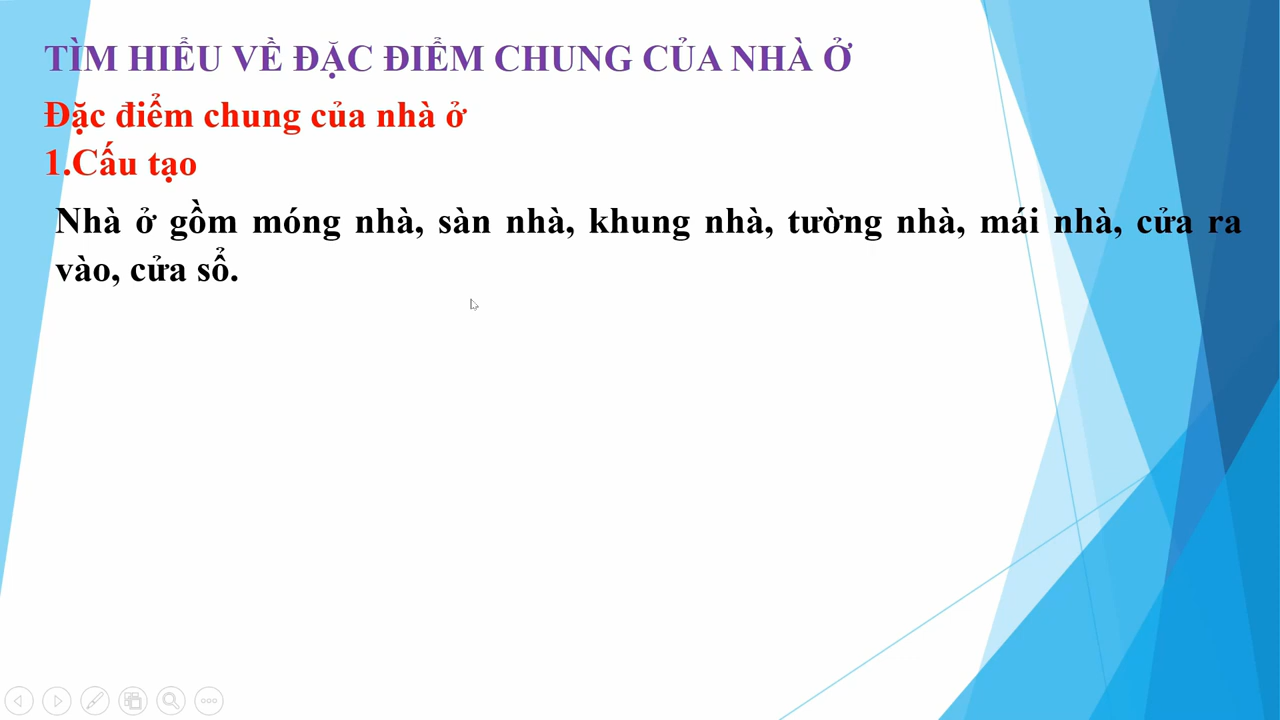 TÌM HIỂU VỀ ĐẶC ĐIỂM CHUNG CỦA NHÀ Ở
Đặc điểm chung của nhà ở
1.Cấu tạo
Nhà ở gồm móng nhà, sàn nhà, khung nhà, tường nhà, mái nhà, cửa ra
vào, cửa sổ.